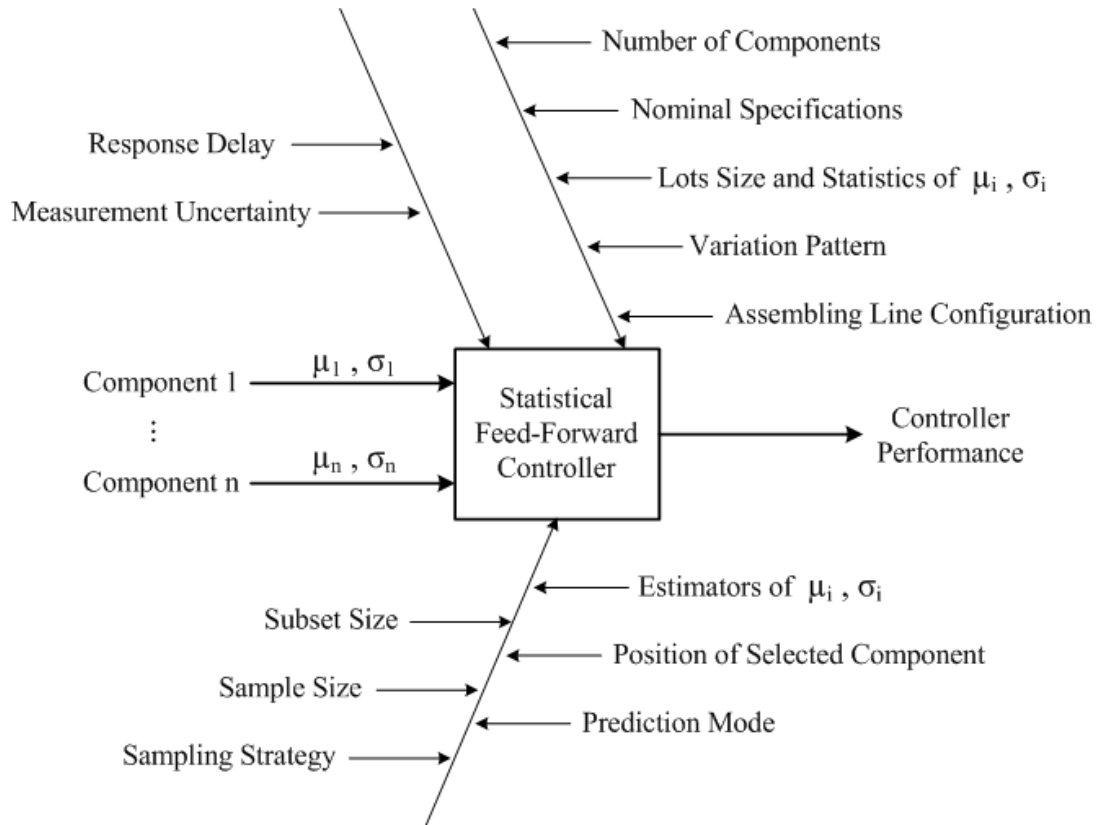 Number of Components
Nominal Specifications
Response Delay
Lots Size and Statistics of μi , σi
Measurement Uncertainty
Variation Pattern
Assembling Line Configuration
Component 1
μ1 , σ1
⋮
Component n
μn , σn
Statistical
Feed-Forward
Controller
Controller
Performance
Estimators of μi , σi
Subset Size
Position of Selected Component
Sample Size
Prediction Mode
Sampling Strategy